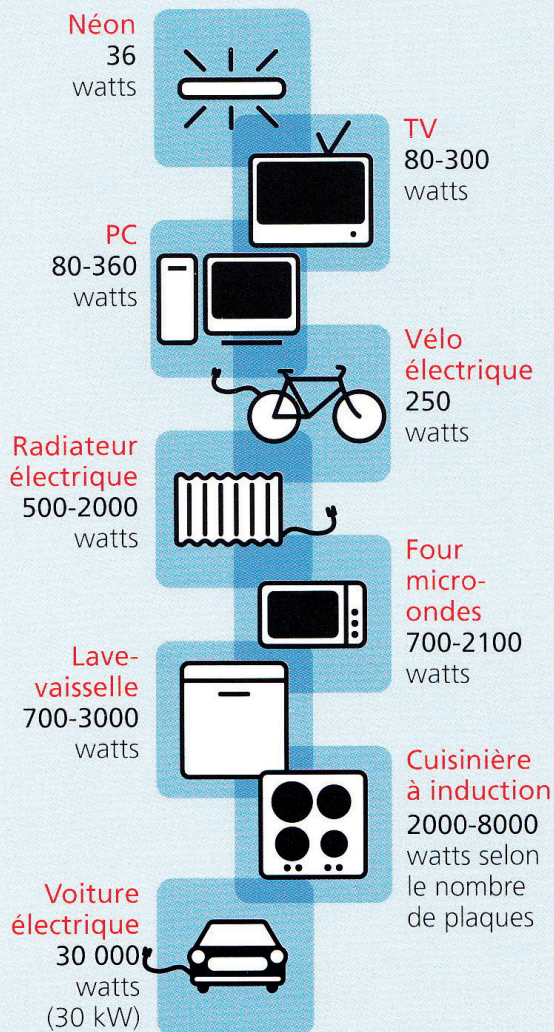 Néon
36
watts
TV
80-300
watts
PC
80-360
watts
Vélo
électrique
250
watts
Radiateur
électrique
500-2000
watts
Four
micro-
ondes
700-2100
watts
Lave-
vaisselle
700-3000
watts
Cuisinière
à induction
2000-8000
watts selon
le nombre
de plaques
Voiture
électrique
30 000
watts
(30 kW)